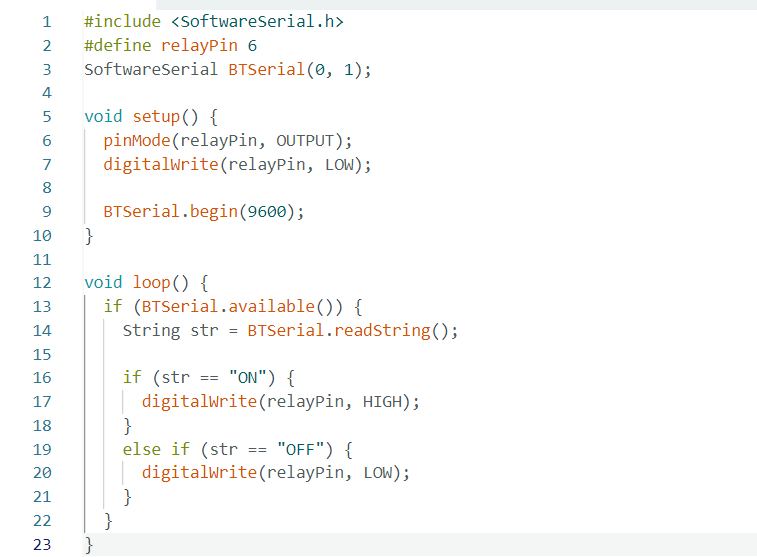 1 #include <SoftwareSerial.h>
2 #define relayPin 6
3 SoftwareSerial BTSerial(0, 1);
4
5 void setup() {
6   pinMode(relayPin, OUTPUT);
7   digitalWrite(relayPin, LOW);
8
9   BTSerial.begin(9600);
10 }
11
12 void loop() {
13   if (BTSerial.available()) {
14     String str = BTSerial.readString();
15
16     if (str == "ON") {
17       digitalWrite(relayPin, HIGH);
18     }
19     else if (str == "OFF") {
20       digitalWrite(relayPin, LOW);
21     }
22   }
23 }